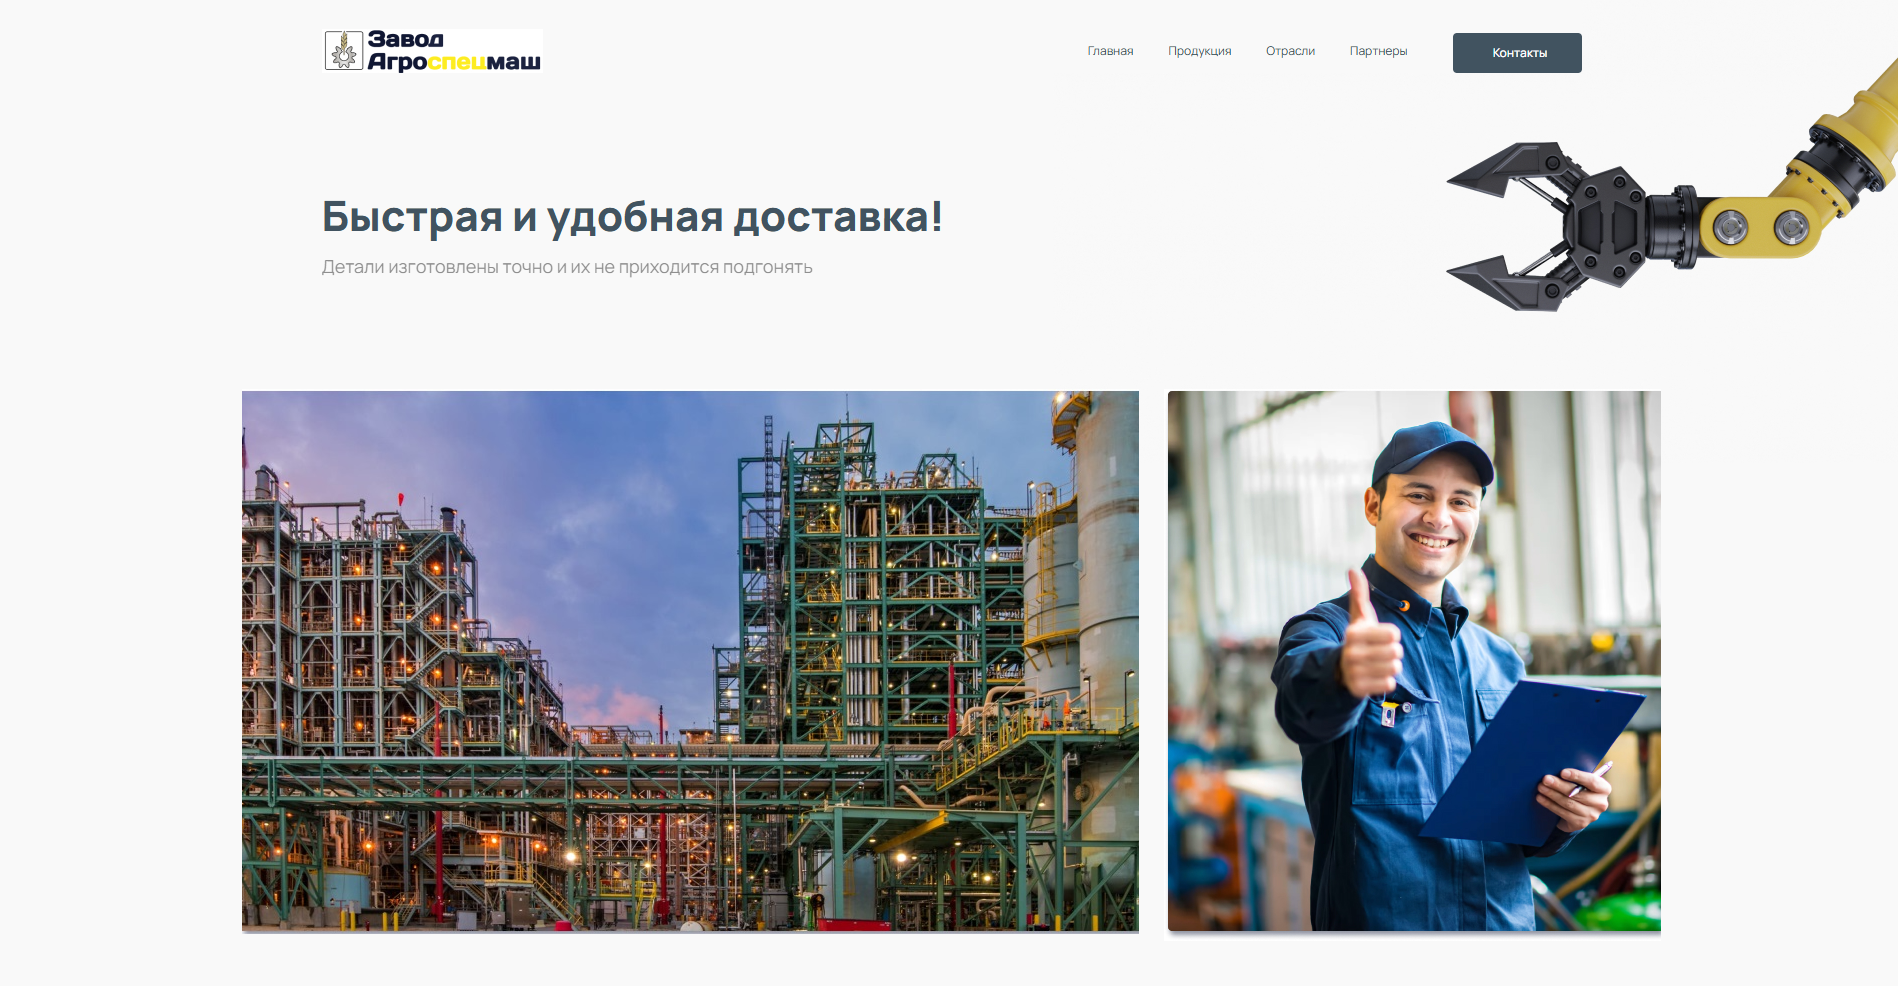 Завод
Агроспецмаш
Главная
Продукция
Отрасли
Партнеры
Контакты
Быстрая и удобная доставка!
Детали изготовлены точно и их не приходится подгонять